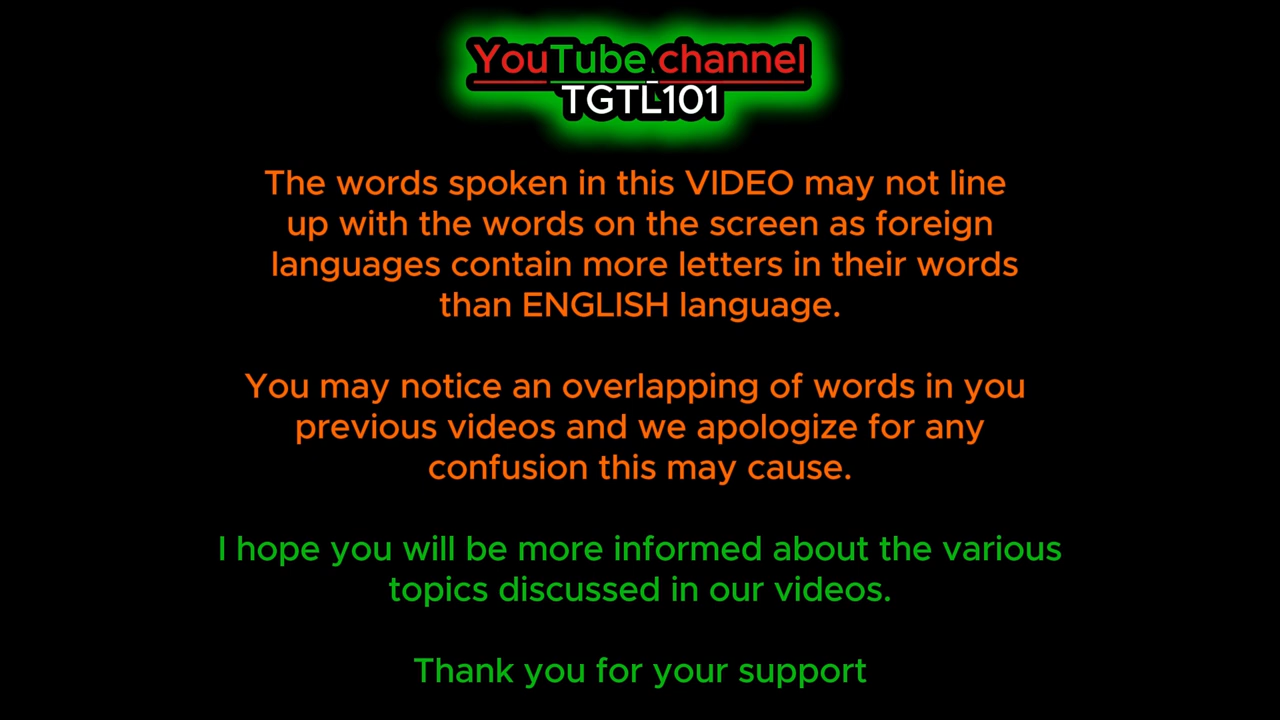 YouTube channel
TGTL101
The words spoken in this VIDEO may not line
up with the words on the screen as foreign
languages contain more letters in their words
than ENGLISH language.
You may notice an overlapping of words in you
previous videos and we apologize for any
confusion this may cause.
I hope you will be more informed about the various
topics discussed in our videos.
Thank you for your support